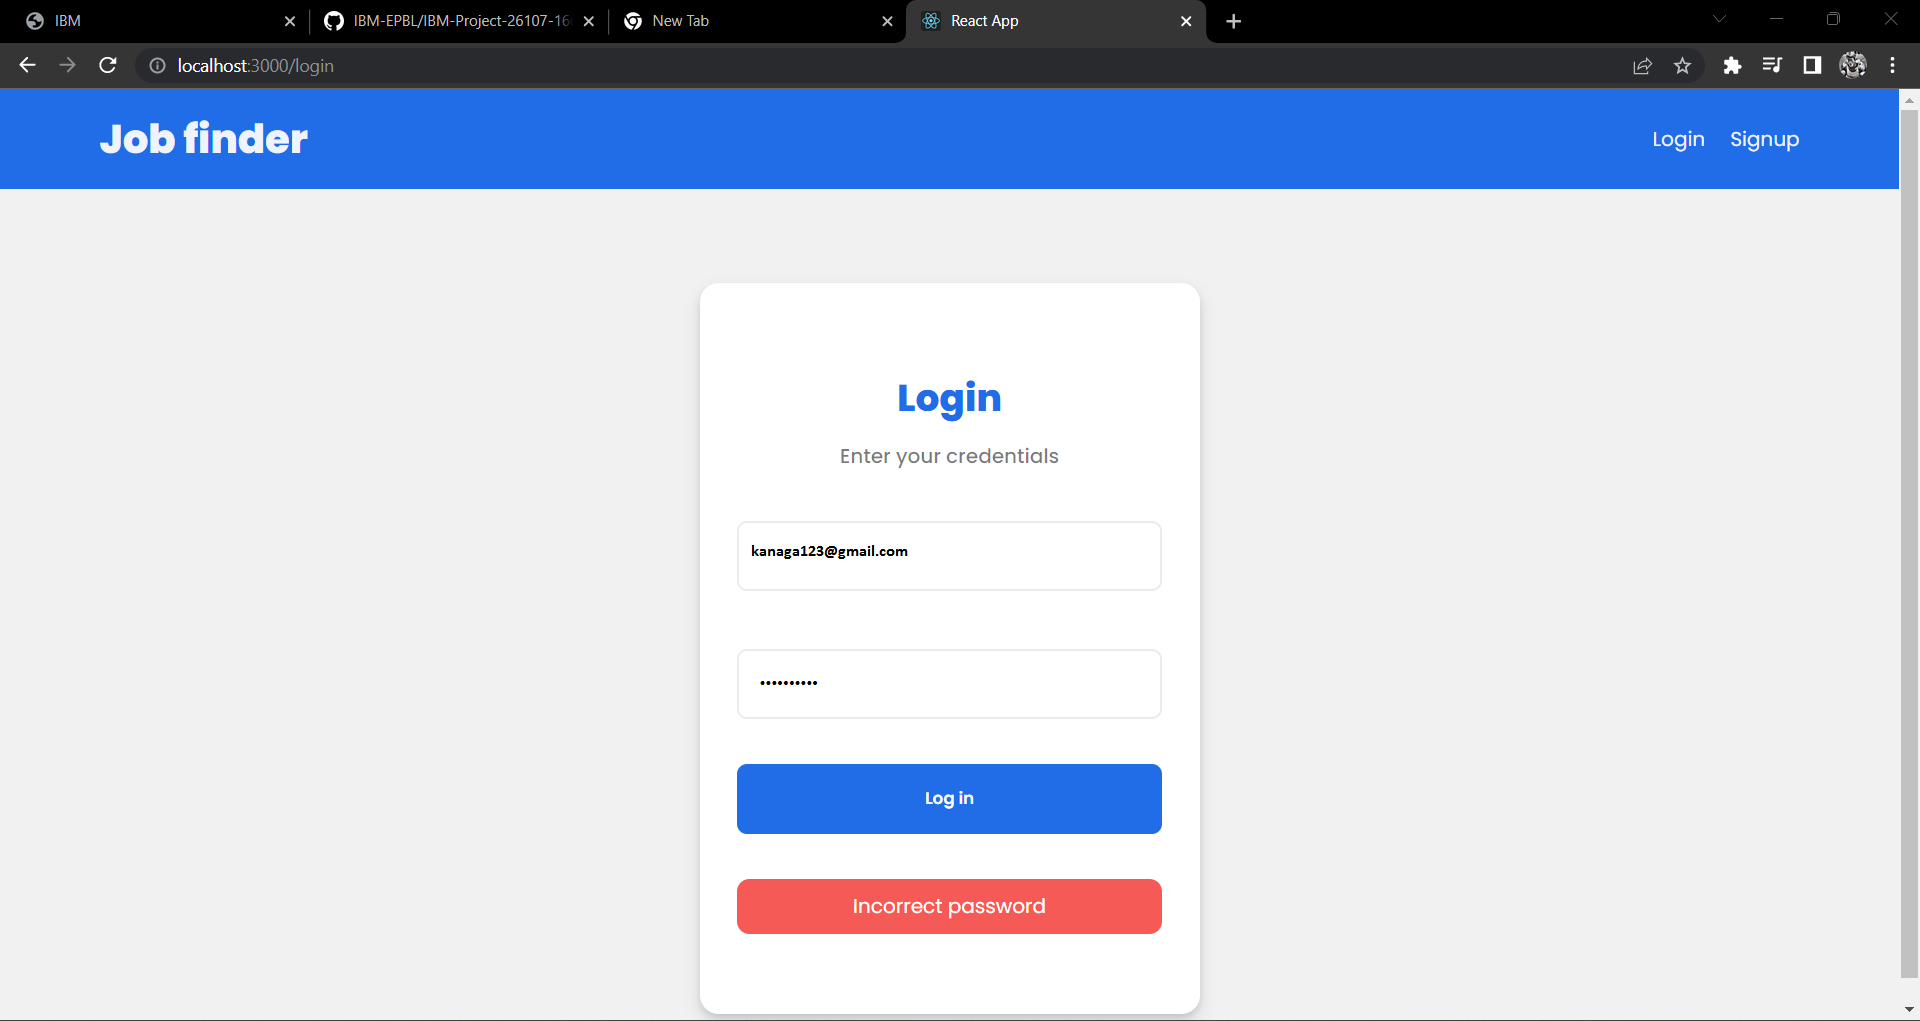 IBM
IBM-EPBL/IBM-Project-26107-16
New Tab
React App
localhost:3000/login
Job finder
Login
Signup
Login
Enter your credentials
kanaga123@gmail.com
••••••••••
Log in
Incorrect password